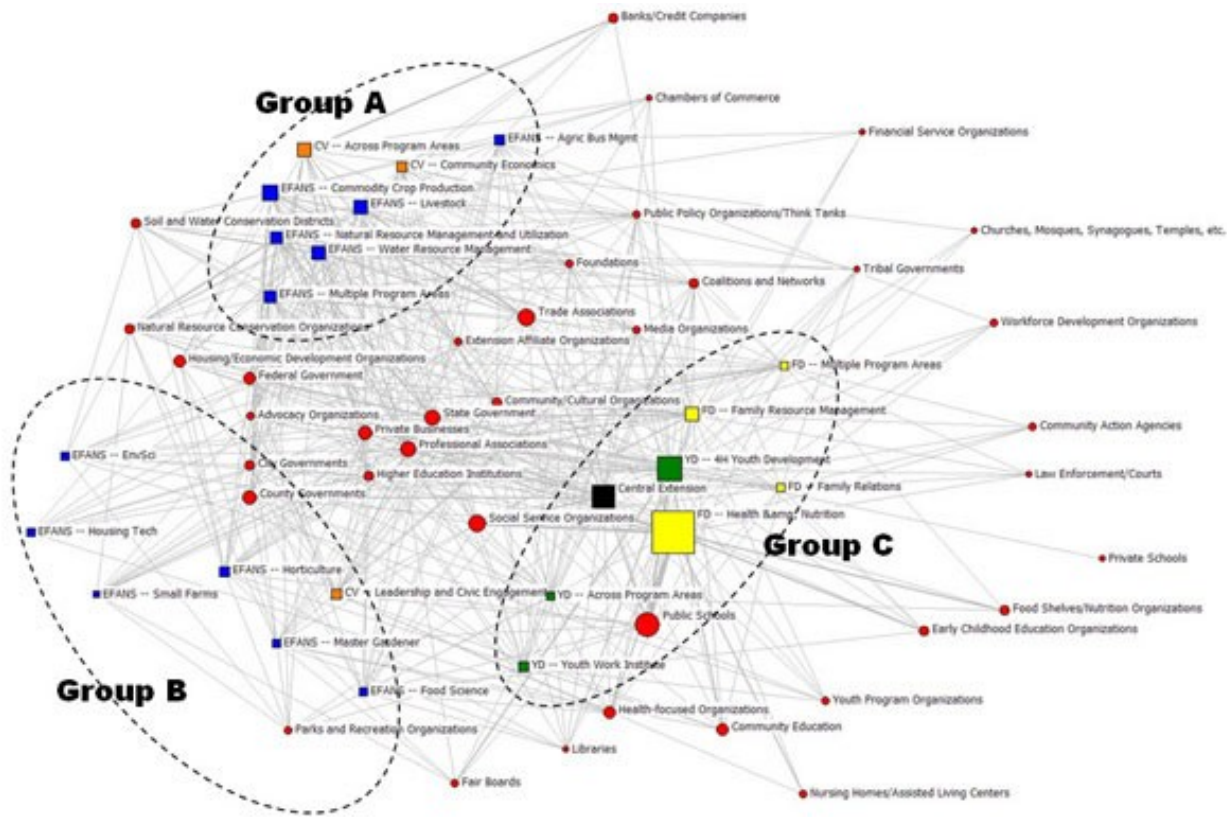 Banks/Credit Companies
Group A
Chambers of Commerce
Financial Service Organizations
EFANS -- Agric Bus Mgmt
CV -- Across Program Areas
CV -- Community Economics
EFANS -- Commodity Crop Production
EFANS -- Livestock
Public Policy Organizations/Think Tanks
Soil and Water Conservation Districts
Churches, Mosques, Synagogues, Temples, etc.
EFANS -- Natural Resource Management and Utilization
EFANS -- Water Resource Management
Foundations
Tribal Governments
Coalitions and Networks
EFANS -- Multiple Program Areas
Trade Associations
Workforce Development Organizations
Natural Resource Conservation Organizations
Media Organizations
Extension Affiliate Organizations
Housing/Economic Development Organizations
FD -- Multiple Program Areas
Federal Government
Community/Cultural Organizations
FD -- Family Resource Management
Advocacy Organizations
State Government
Community Action Agencies
Private Businesses
Professional Associations
EFANS -- EnvSci
City Governments
YD -- 4H Youth Development
Higher Education Institutions
Law Enforcement/Courts
FD -- Family Relations
County Governments
Central Extension
Social Service Organizations
FD -- Health &amp; Nutrition
EFANS -- Housing Tech
Group C
Private Schools
EFANS -- Horticulture
EFANS -- Small Farms
CV -- Leadership and Civic Engagement
YD -- Across Program Areas
Food Shelves/Nutrition Organizations
Public Schools
Early Childhood Education Organizations
EFANS -- Master Gardener
YD -- Youth Work Institute
Group B
EFANS -- Food Science
Youth Program Organizations
Health-focused Organizations
Parks and Recreation Organizations
Community Education
Libraries
Fair Boards
Nursing Homes/Assisted Living Centers